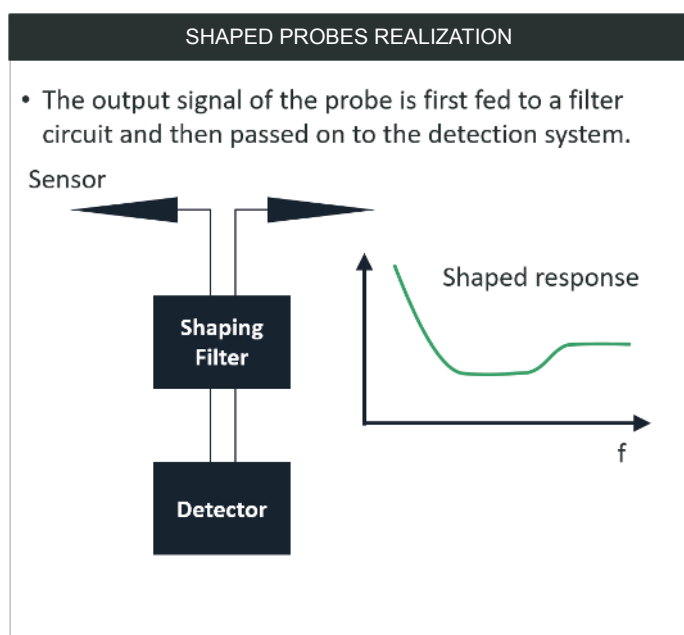 SHAPED PROBES REALIZATION
• The output signal of the probe is first fed to a filter
circuit and then passed on to the detection system.
Sensor
Shaped response
Shaping
Filter
f
Detector